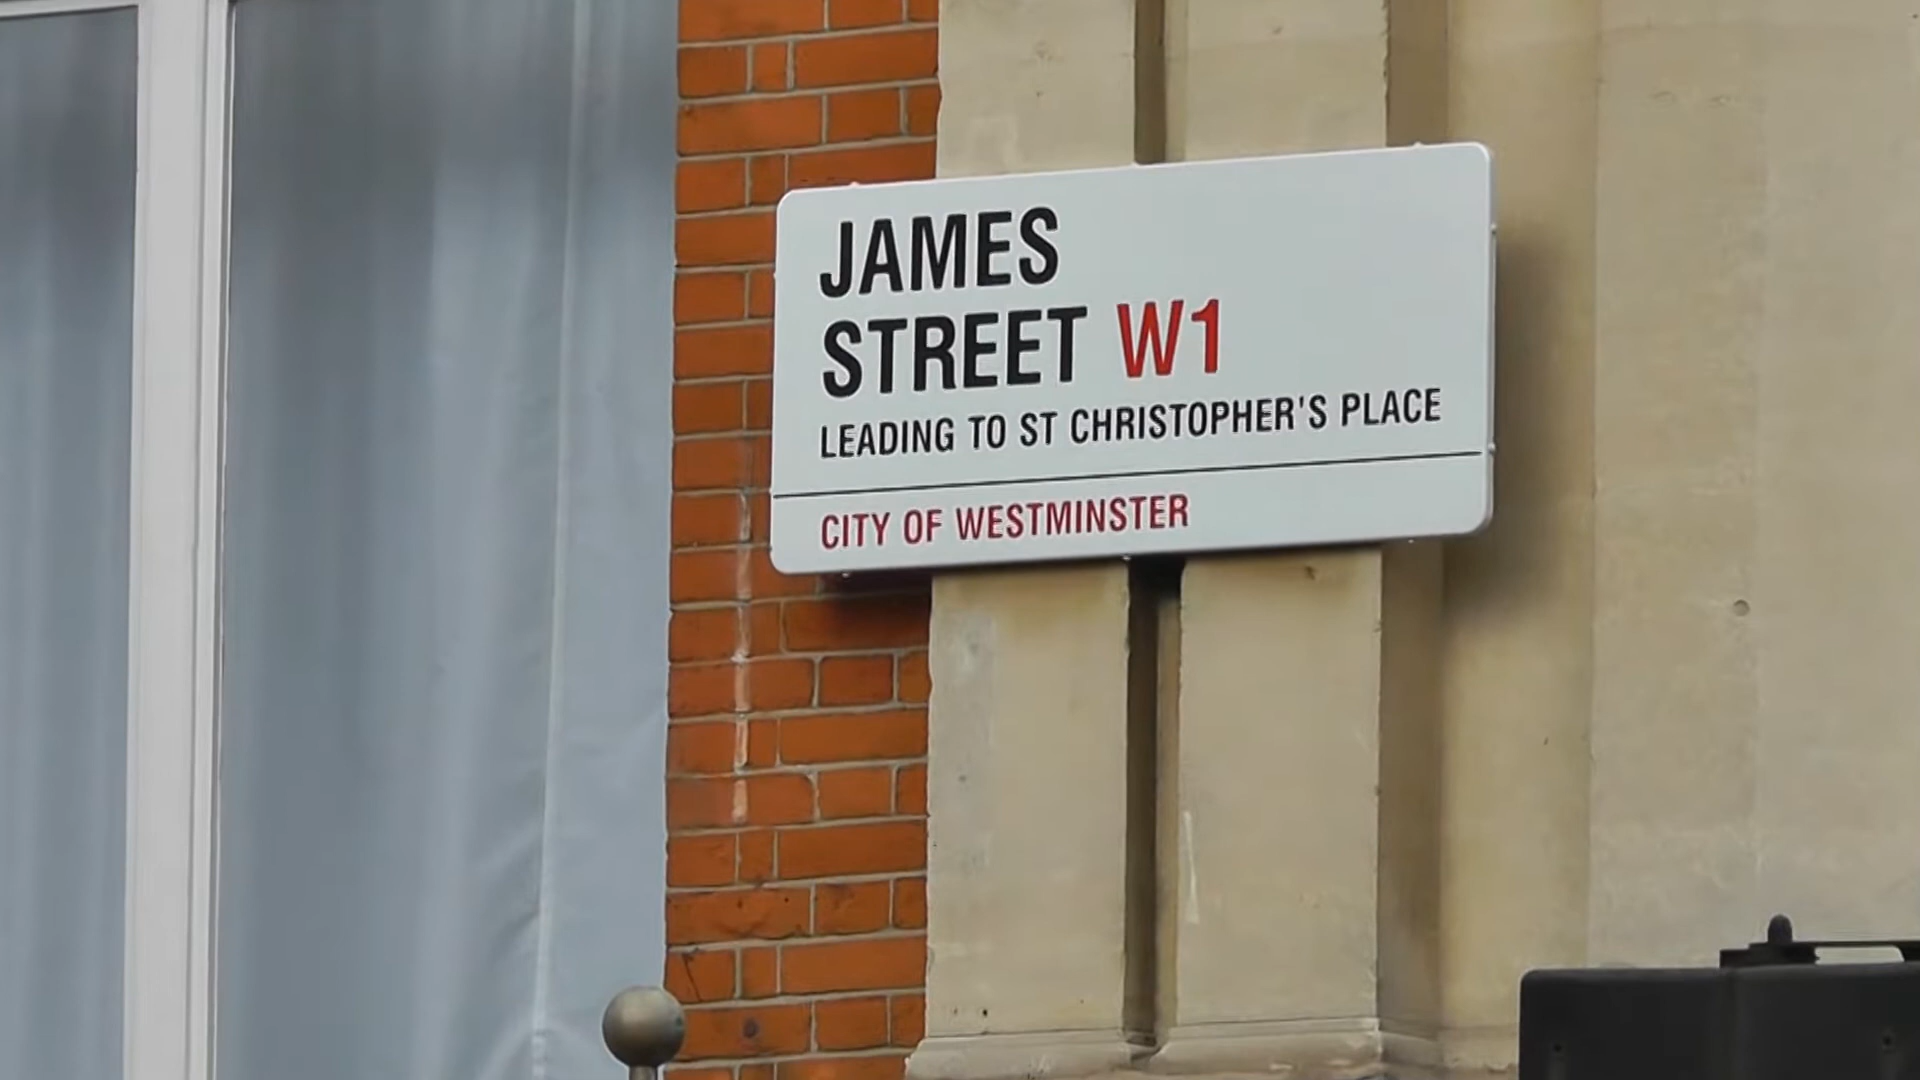 JAMES
STREET W1
LEADING TO ST CHRISTOPHER'S PLACE
CITY OF WESTMINSTER